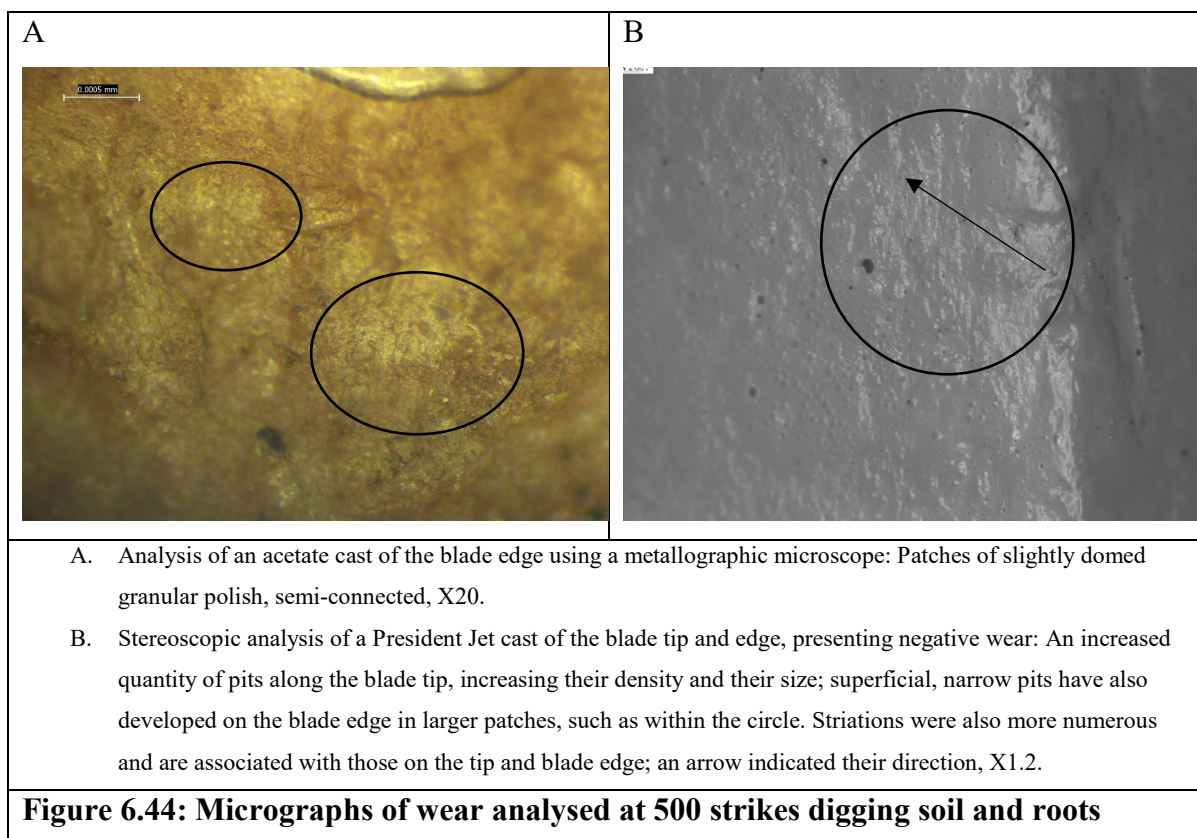 A
B
0.0005 mm
A. Analysis of an acetate cast of the blade edge using a metallographic microscope: Patches of slightly domed
granular polish, semi-connected, X20.
B. Stereoscopic analysis of a President Jet cast of the blade tip and edge, presenting negative wear: An increased
quantity of pits along the blade tip, increasing their density and their size; superficial, narrow pits have also
developed on the blade edge in larger patches, such as within the circle. Striations were also more numerous
and are associated with those on the tip and blade edge; an arrow indicated their direction, X1.2.
Figure 6.44: Micrographs of wear analysed at 500 strikes digging soil and roots